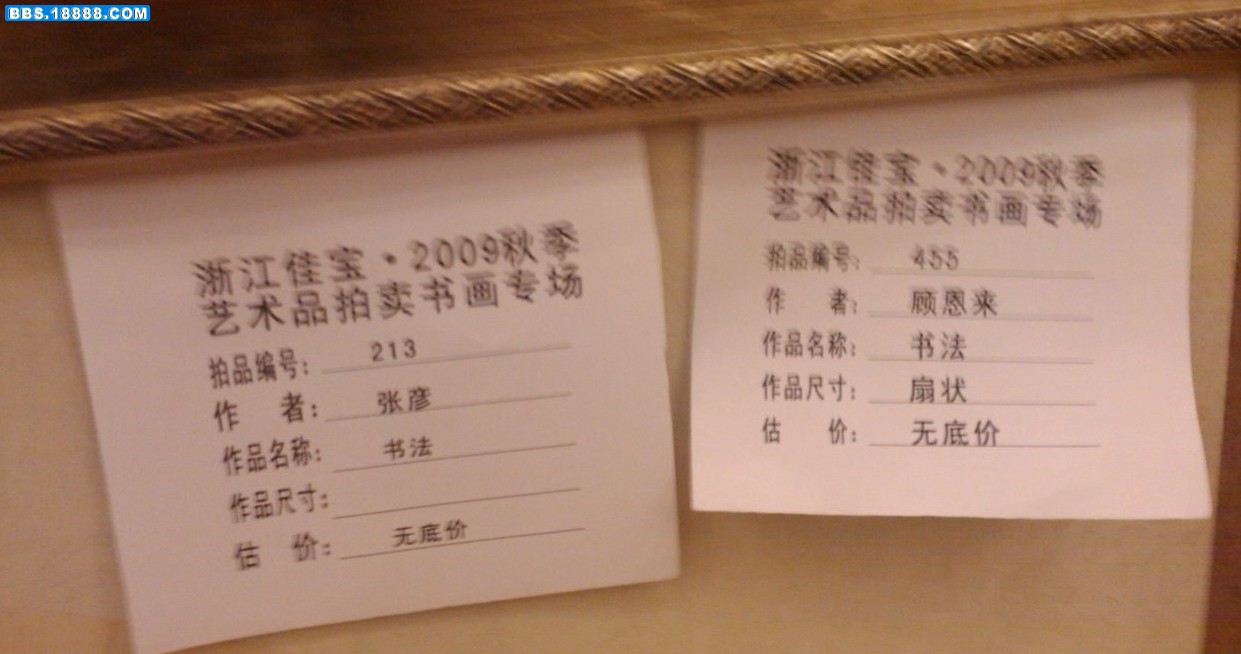 BBS.18888.COM
浙江佳宝·2009秋季
艺术品拍卖书画专场
拍品编号: 213
作 者: 张彦
作品名称: 书法
作品尺寸:
估 价: 无底价
浙江佳宝·2009秋季
艺术品拍卖书画专场
拍品编号: 455
作 者: 顾恩来
作品名称: 书法
作品尺寸: 扇状
估 价: 无底价